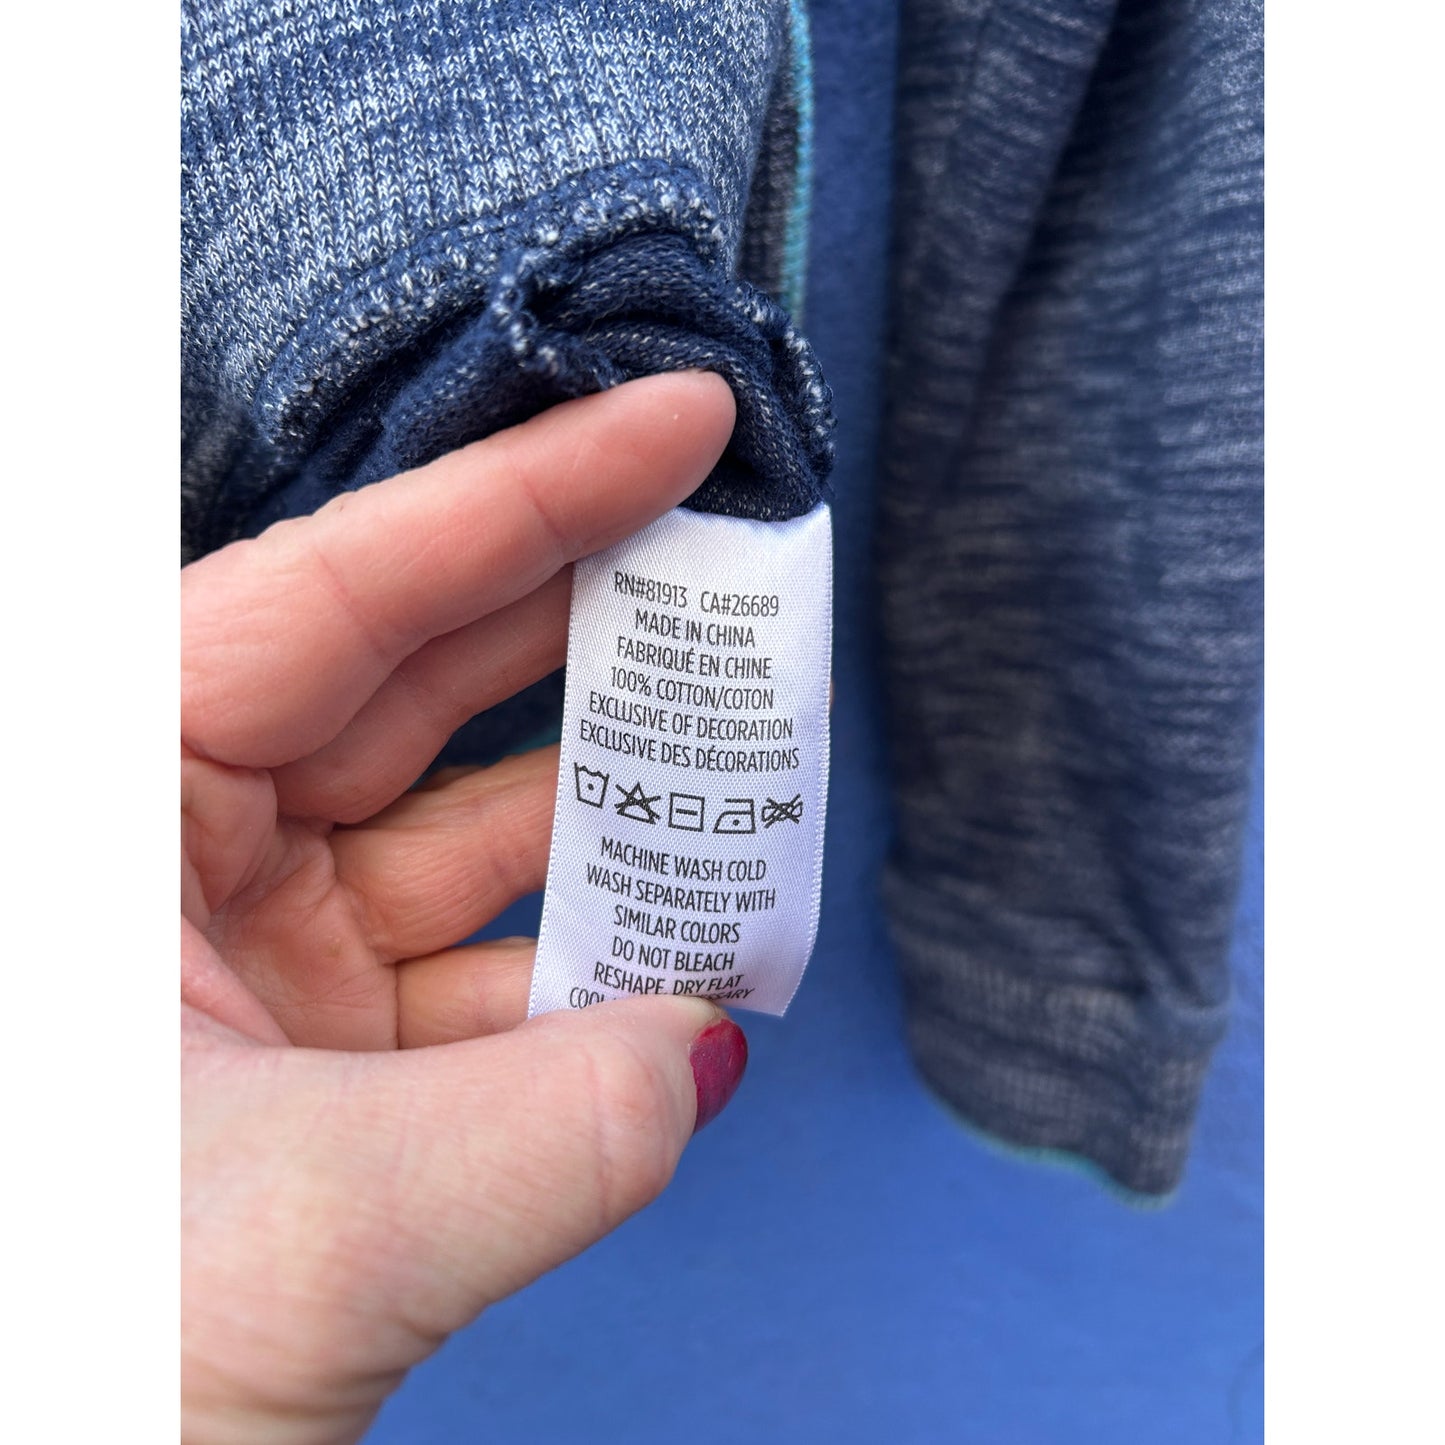 RN#81913 CA#26689
MADE IN CHINA
FABRIQUÉ EN CHINE
100% COTTON/COTON
EXCLUSIVE OF DECORATION
EXCLUSIVE DES DÉCORATIONS
MACHINE WASH COLD
WASH SEPARATELY WITH
SIMILAR COLORS
DO NOT BLEACH
RESHAPE, DRY FLAT